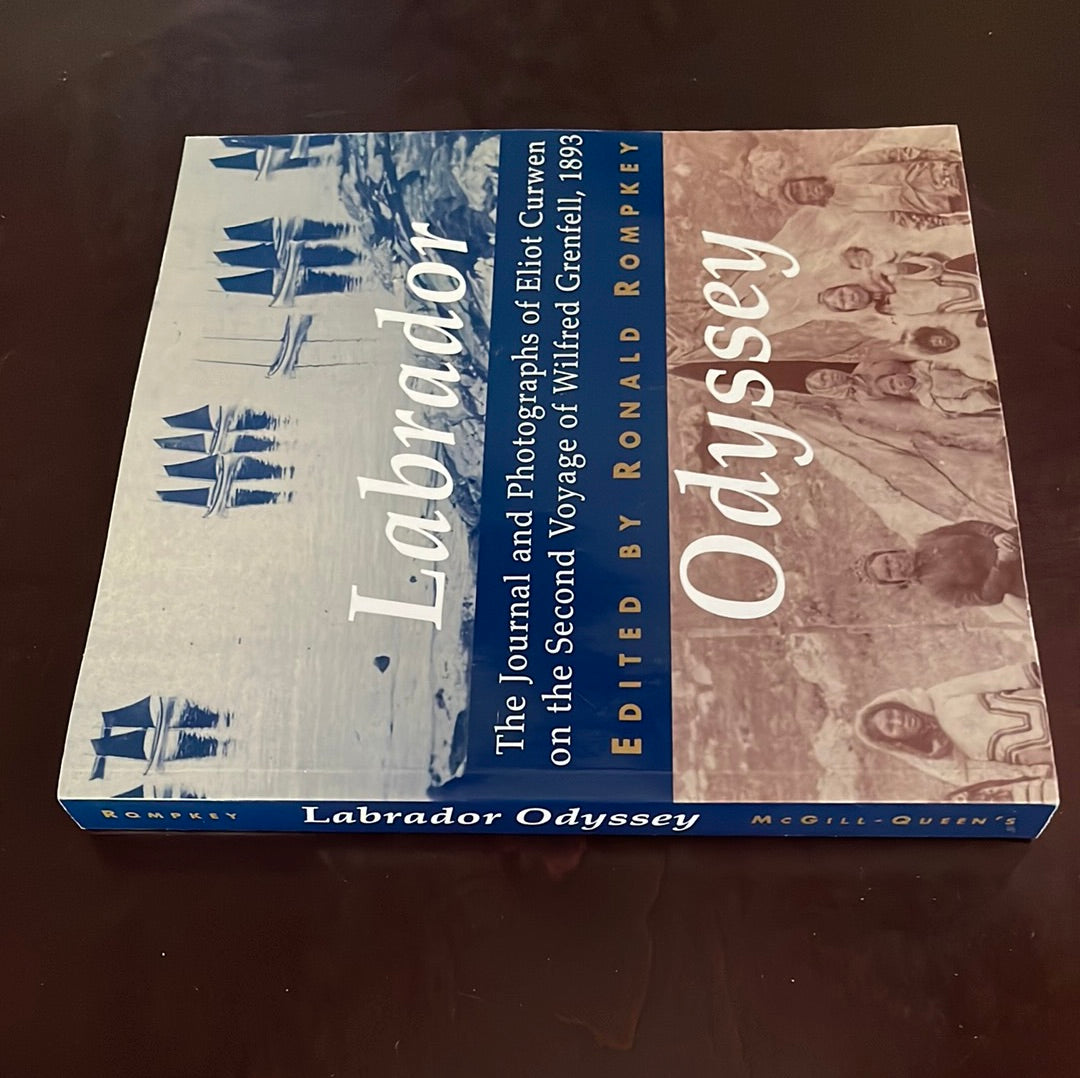 Labrador
The Journal and Photographs of Eliot Curwen
on the Second Voyage of Wilfred Grenfell, 1893
EDITED BY RONALD ROMPKEY
Odyssey
ROMPKEY
Labrador Odyssey
MCGILL-QUEEN'S